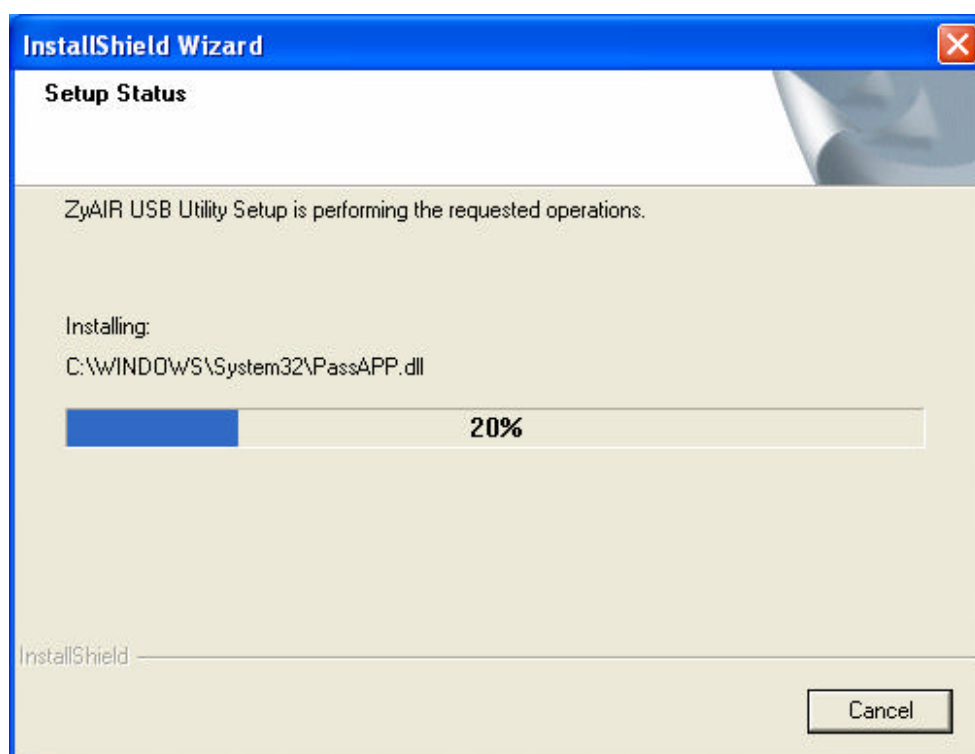 InstallShield Wizard
Setup Status
ZyAIR USB Utility Setup is performing the requested operations.
Installing:
C:\WINDOWS\System32\PassAPP.dll
20%
InstallShield
Cancel